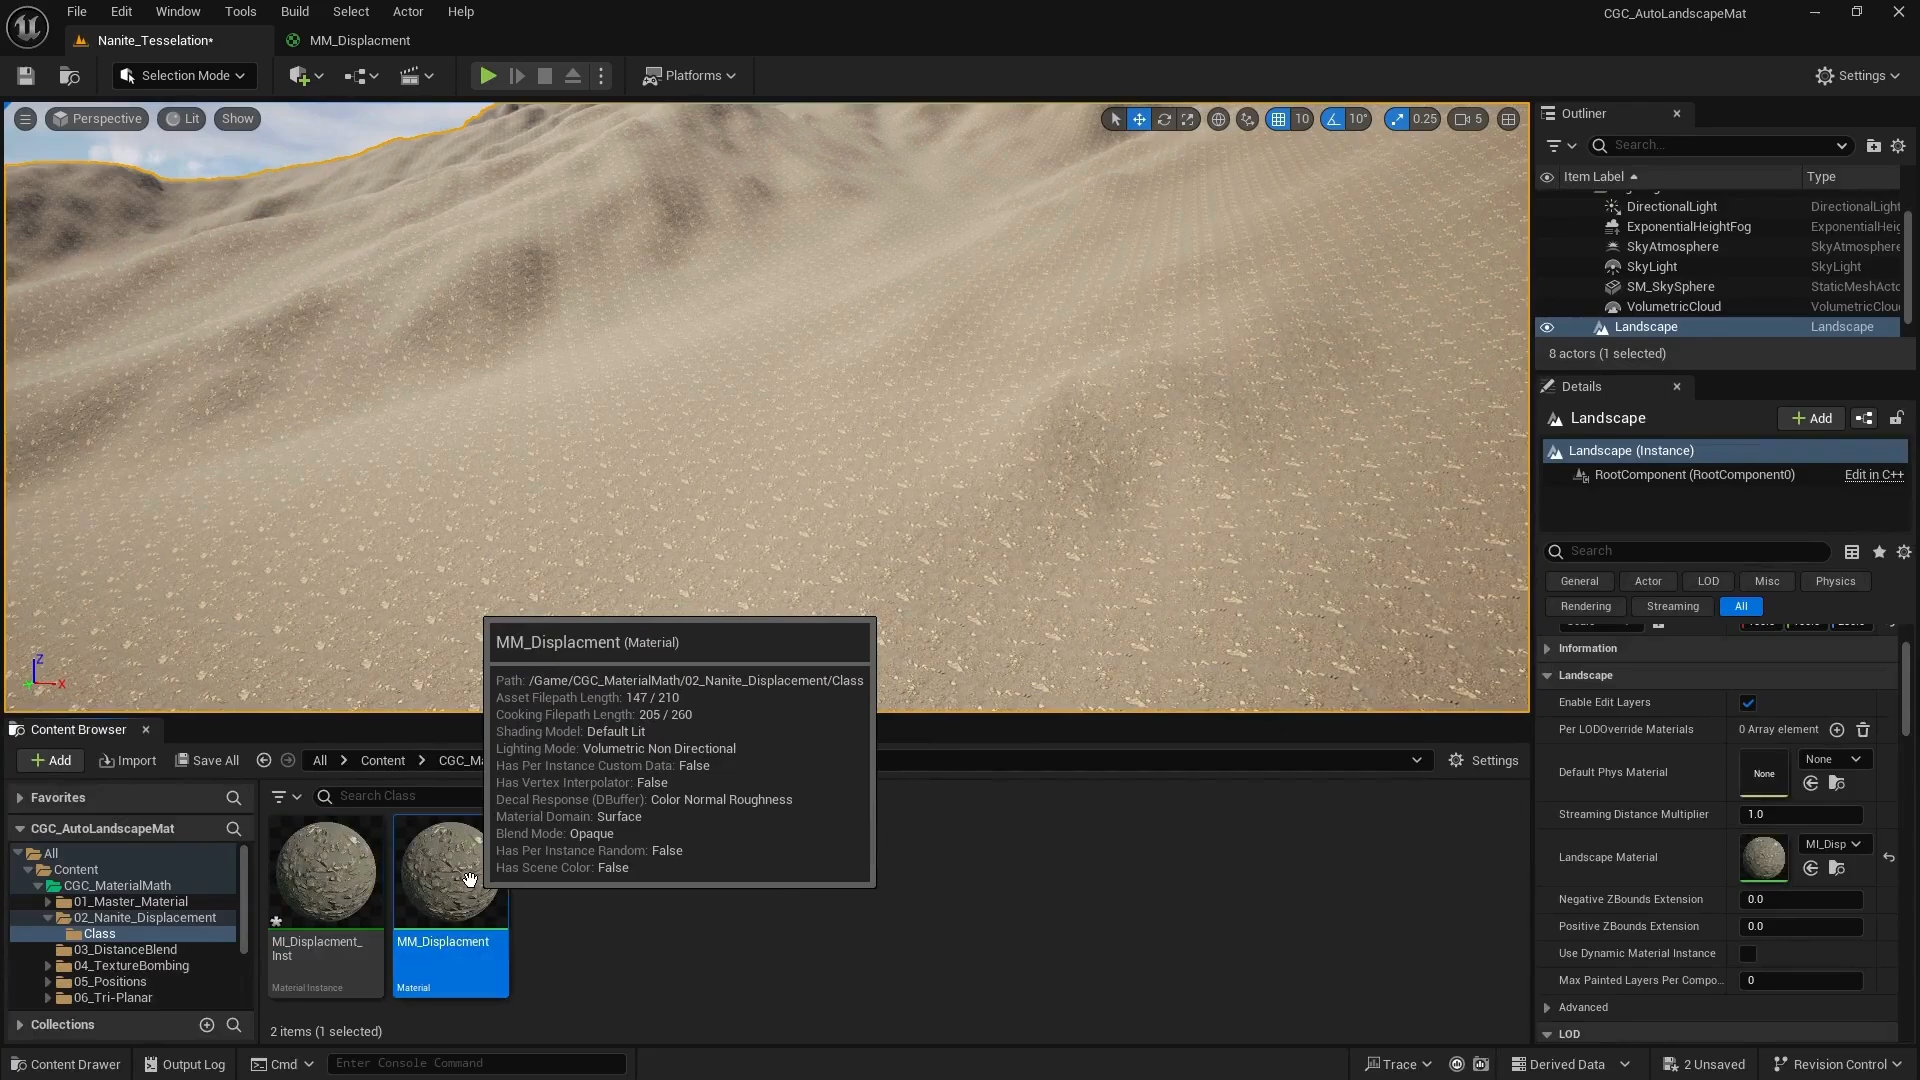 File Edit Window Tools Build Select Actor Help
CGC_AutoLandscapeMat
Nanite_Tesselation*
MM_Displacment
Selection Mode
Platforms
Settings
Perspective
Lit
Show
10
10°
0.25
5
Outliner
Search...
Item Label
Type
DirectionalLight DirectionalLight
ExponentialHeightFog ExponentialHeig
SkyAtmosphere SkyAtmosphere
SkyLight SkyLight
SM_SkySphere StaticMeshActo
VolumetricCloud VolumetricClou
Landscape Landscape
8 actors (1 selected)
Details
Landscape
Add
Landscape (Instance)
RootComponent (RootComponent0)
Edit in C++
Search
General Actor LOD Misc Physics
Rendering Streaming All
Information
Landscape
Enable Edit Layers
Per LODOverride Materials 0 Array element
Default Phys Material None None
Streaming Distance Multiplier 1.0
Landscape Material MI_Disp
Negative ZBounds Extension 0.0
Positive ZBounds Extension 0.0
Use Dynamic Material Instance
Max Painted Layers Per Compo... 0
Advanced
LOD
Z
X
MM_Displacment (Material)
Path: /Game/CGC_MaterialMath/02_Nanite_Displacement/Class
Asset Filepath Length: 147 / 210
Cooking Filepath Length: 205 / 260
Shading Model: Default Lit
Lighting Mode: Volumetric Non Directional
Has Per Instance Custom Data: False
Has Vertex Interpolator: False
Decal Response (DBuffer): Color Normal Roughness
Material Domain: Surface
Blend Mode: Opaque
Has Per Instance Random: False
Has Scene Color: False
Content Browser
Add Import Save All
All Content CGC_Ma
Settings
Favorites
CGC_AutoLandscapeMat
All
Content
CGC_MaterialMath
01_Master_Material
02_Nanite_Displacement
Class
03_DistanceBlend
04_TextureBombing
05_Positions
06_Tri-Planar
Collections
Search Class
MI_Displacment_
Inst
Material Instance
MM_Displacment
Material
2 items (1 selected)
Content Drawer
Output Log
Cmd
Enter Console Command
Trace
Derived Data
2 Unsaved
Revision Control